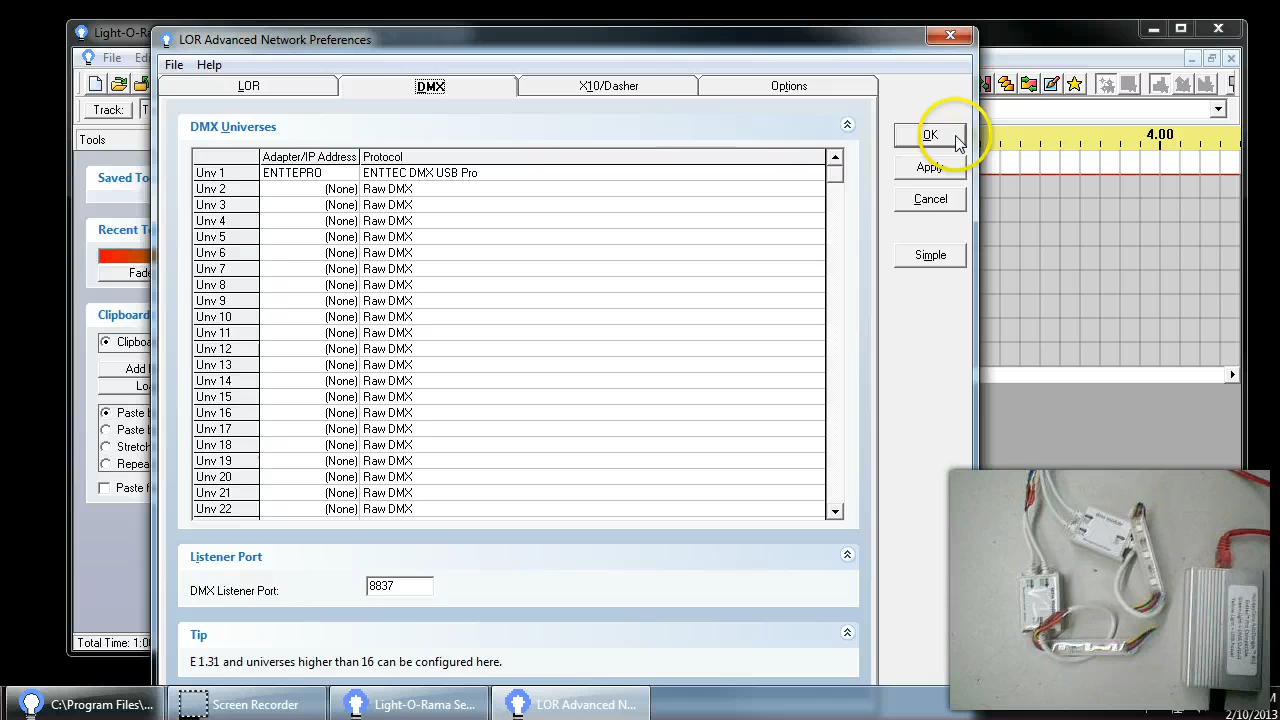 Light-O-Ra
LOR Advanced Network Preferences
File Ed
File Help
LOR DMX X10/Dasher Options
Track: T
4.00
Tools
DMX Universes
OK
Apply
Cancel
Simple
Adapter/IP Address Protocol
Unv 1 ENTTEPRO ENTTEC DMX USB Pro
Unv 2 (None) Raw DMX
Unv 3 (None) Raw DMX
Unv 4 (None) Raw DMX
Unv 5 (None) Raw DMX
Unv 6 (None) Raw DMX
Unv 7 (None) Raw DMX
Unv 8 (None) Raw DMX
Unv 9 (None) Raw DMX
Unv 10 (None) Raw DMX
Unv 11 (None) Raw DMX
Unv 12 (None) Raw DMX
Unv 13 (None) Raw DMX
Unv 14 (None) Raw DMX
Unv 15 (None) Raw DMX
Unv 16 (None) Raw DMX
Unv 17 (None) Raw DMX
Unv 18 (None) Raw DMX
Unv 19 (None) Raw DMX
Unv 20 (None) Raw DMX
Unv 21 (None) Raw DMX
Unv 22 (None) Raw DMX
Saved To
Recent T
Fade
Clipboard
Clipboa
Add
Loa
Paste b
Paste b
Stretch
Repea
Paste f
Listener Port
DMX Listener Port: 8837
Tip
E1.31 and universes higher than 16 can be configured here.
Total Time: 1:0
C:\Program Files\... Screen Recorder Light-O-Rama Se... LOR Advanced N...
M
2/10/2013